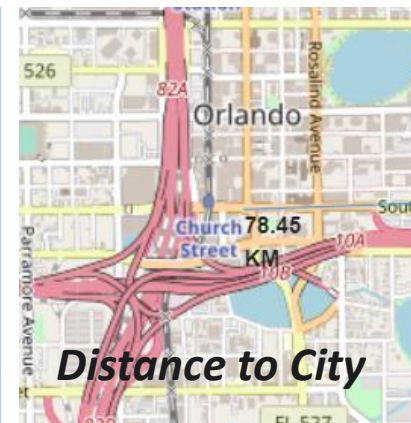 Station
526
82A
Rosalind Avenue
Orlando
Church
Street
78.45
KM
South
10A
10B
Parramore Avenue
Distance to City
FL 527